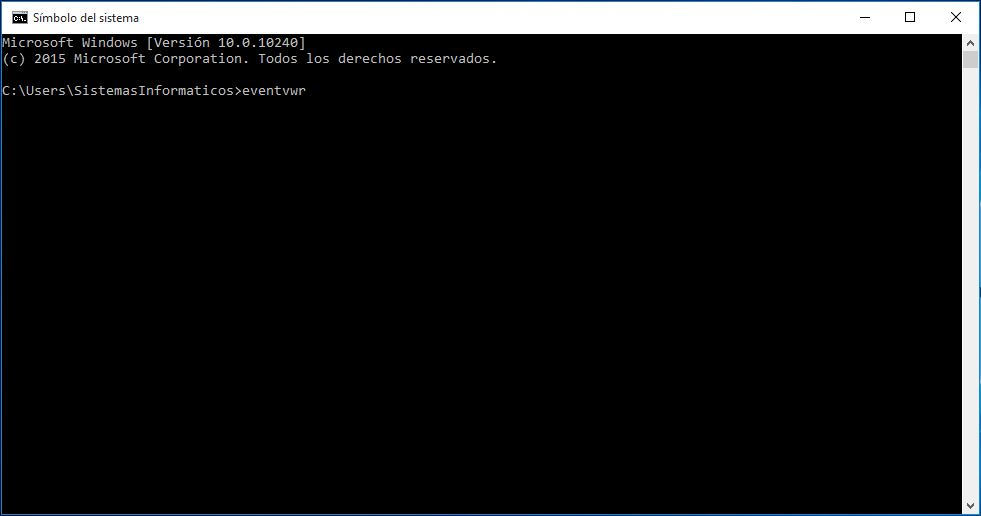 Símbolo del sistema
Microsoft Windows [Versión 10.0.10240]
(c) 2015 Microsoft Corporation. Todos los derechos reservados.
C:\Users\SistemasInformaticos>eventvwr